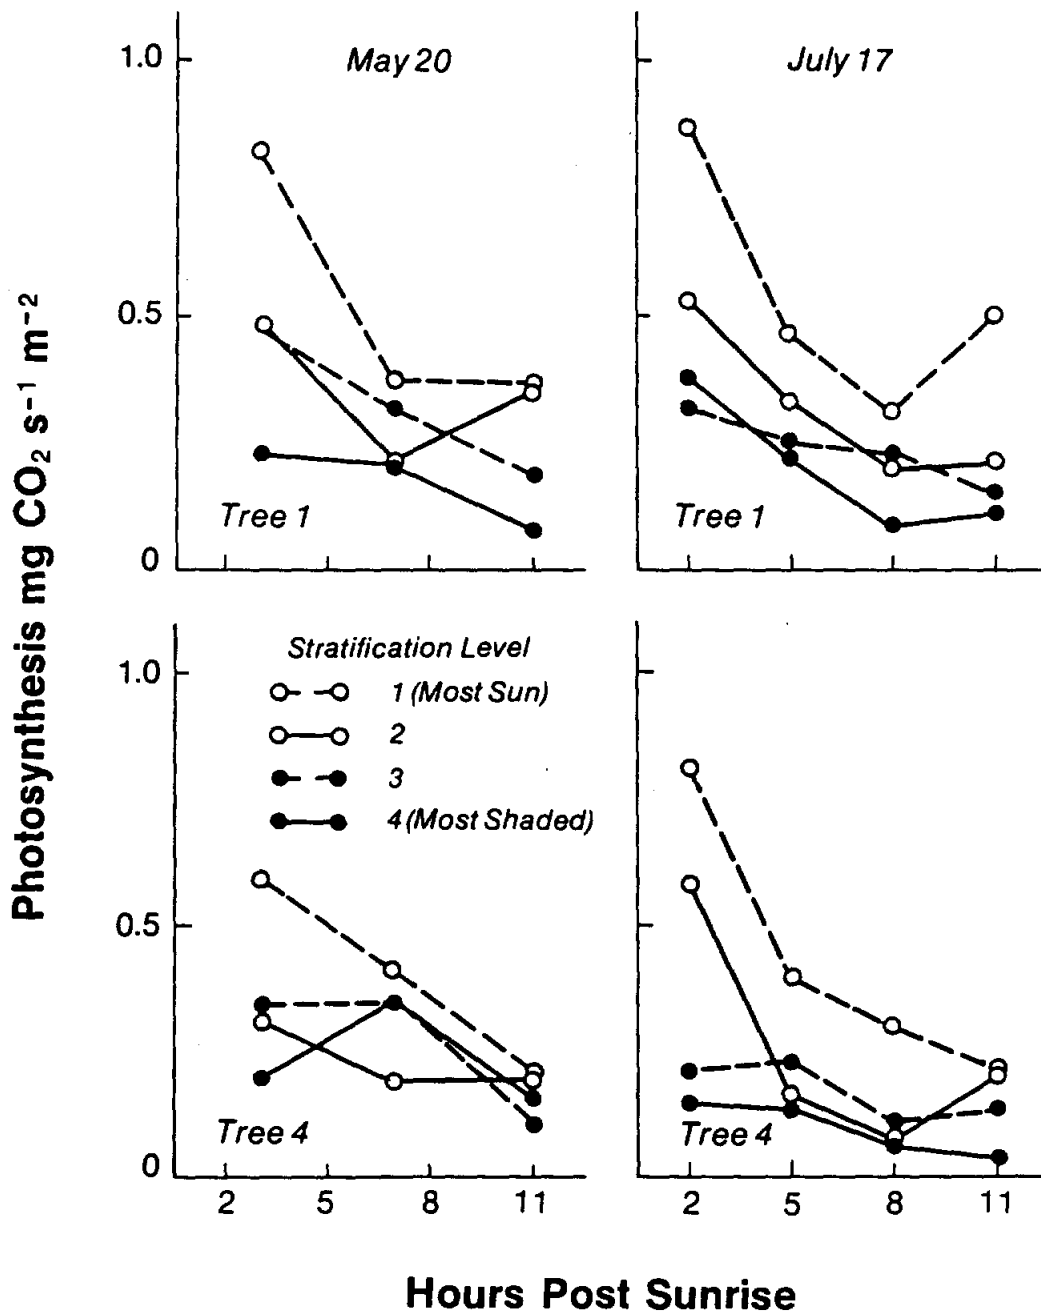 Photosynthesis mg CO₂ s⁻¹ m⁻²
May 20
July 17
1.0
0.5
0
Tree 1
Tree 1
Stratification Level
1 (Most Sun)
2
3
4 (Most Shaded)
1.0
0.5
0
Tree 4
Tree 4
2 5 8 11
2 5 8 11
Hours Post Sunrise